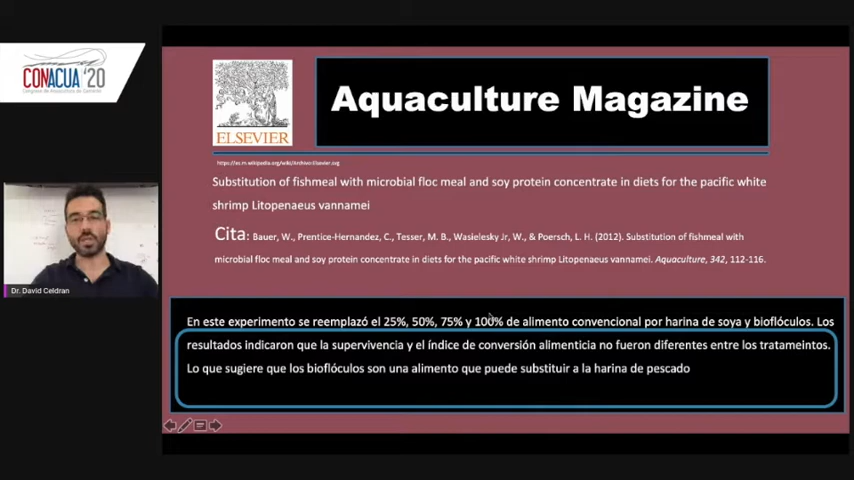 CONACUA '20
Congreso de Acuicultura de Camarón
Dr. David Celdran
ELSEVIER
Aquaculture Magazine
Substitution of fishmeal with microbial floc meal and soy protein concentrate in diets for the pacific white
shrimp Litopenaeus vannamei
Cita: Bauer, W., Prentice-Hernandez, C., Tesser, M. B., Wasielesky Jr, W., & Poersch, L. H. (2012). Substitution of fishmeal with
microbial floc meal and soy protein concentrate in diets for the pacific white shrimp Litopenaeus vannamei. Aquaculture, 342, 112-116.
En este experimento se reemplazó el 25%, 50%, 75% y 100% de alimento convencional por harina de soya y bioflóculos. Los
resultados indicaron que la supervivencia y el índice de conversión alimenticia no fueron diferentes entre los tratameintos.
Lo que sugiere que los bioflóculos son una alimento que puede substituir a la harina de pescado